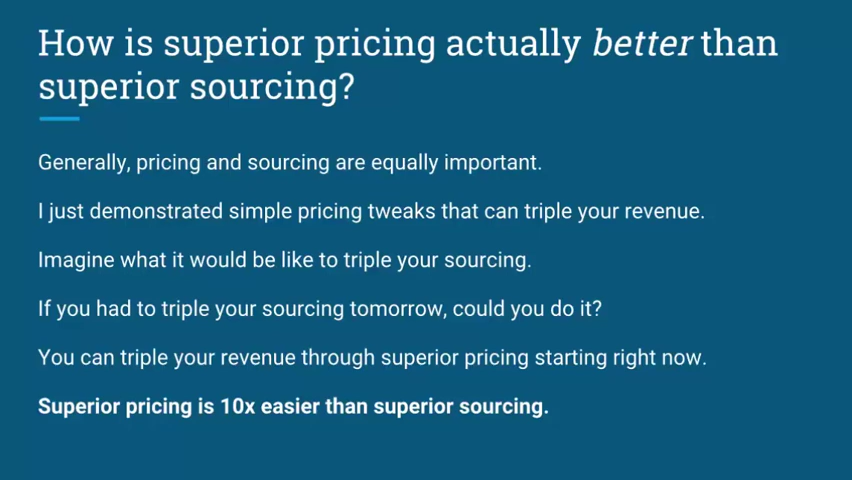 How is superior pricing actually better than
superior sourcing?
Generally, pricing and sourcing are equally important.
I just demonstrated simple pricing tweaks that can triple your revenue.
Imagine what it would be like to triple your sourcing.
If you had to triple your sourcing tomorrow, could you do it?
You can triple your revenue through superior pricing starting right now.
Superior pricing is 10x easier than superior sourcing.